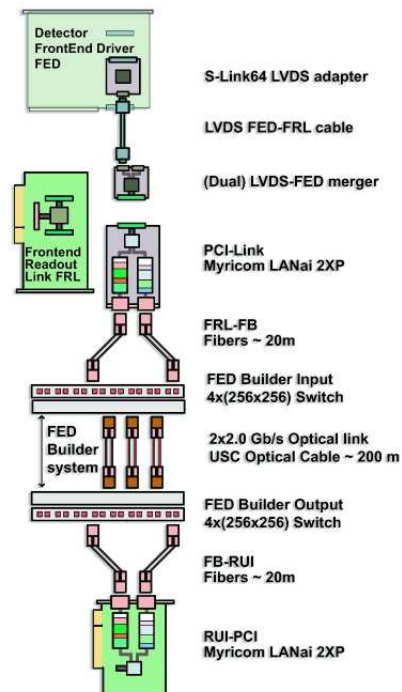 Detector
FrontEnd Driver
FED
S-Link64 LVDS adapter
LVDS FED-FRL cable
(Dual) LVDS-FED merger
Frontend
Readout
Link FRL
PCI-Link
Myricom LANai 2XP
FRL-FB
Fibers ~ 20m
FED Builder Input
4x(256x256) Switch
FED
Builder
system
2x2.0 Gb/s Optical link
USC Optical Cable ~ 200 m
FED Builder Output
4x(256x256) Switch
FB-RUI
Fibers ~ 20m
RUI-PCI
Myricom LANai 2XP